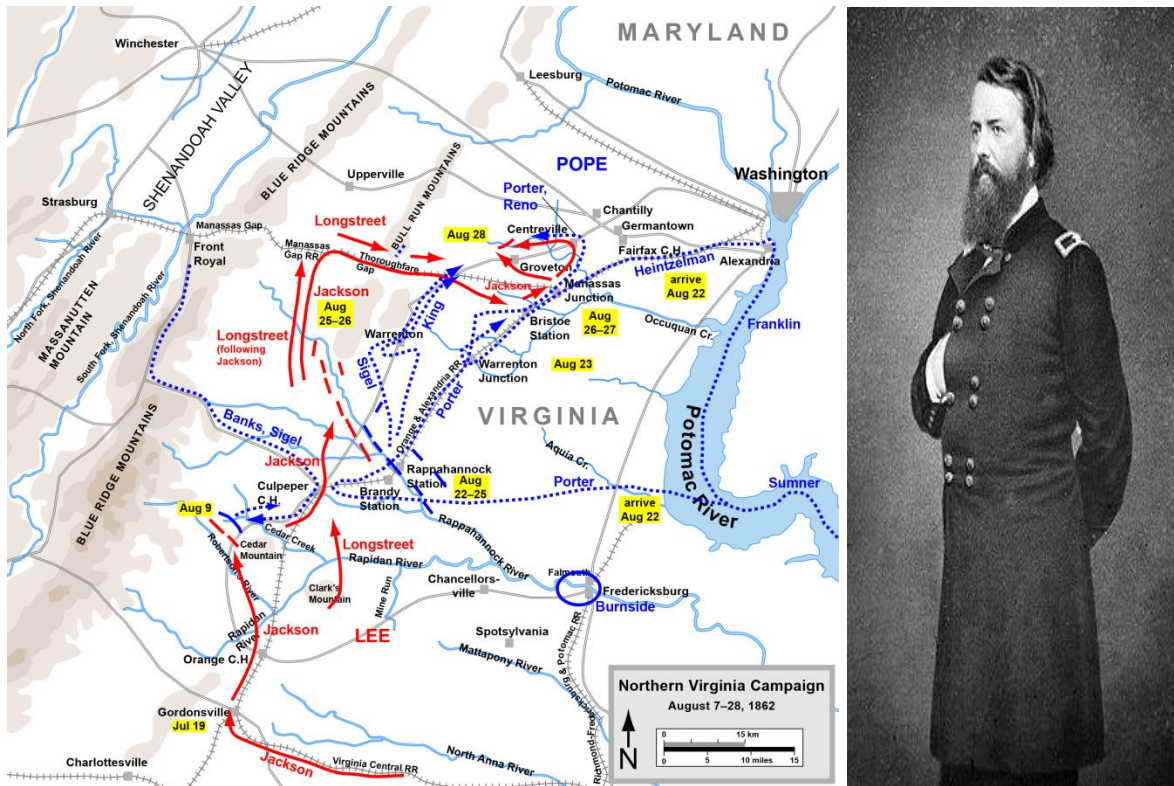 MARYLAND
Winchester
Leesburg
Potomac River
SHENANDOAH VALLEY
BLUE RIDGE MOUNTAINS
BULL RUN MOUNTAINS
POPE
Washington
Upperville
Porter,
Reno
Chantilly
Strasburg
Manassas Gap
Longstreet
Aug 28
Centreville
Germantown
Front
Royal
Manassas
Gap RR
Thoroughfare
Gap
Groveton
Fairfax C.H.
Alexandria
Heintzelman
North Fork, Shenandoah River
MASSANUTTEN
MOUNTAIN
South Fork, Shenandoah River
Jackson
Aug
25–26
Jackson
Manassas
Junction
arrive
Aug 22
King
Longstreet
(following
Jackson)
Warrenton
Bristoe
Station
Aug
26–27
Occuquan Cr.
Franklin
Sigel
Warrenton
Junction
Aug 23
Porter
Orange & Alexandria RR
VIRGINIA
Potomac River
Banks, Sigel
Aquia Cr.
BLUE RIDGE MOUNTAINS
Jackson
Rappahannock
Station
Culpeper
C.H.
Brandy
Station
Aug
22–25
Porter
Sumner
arrive
Aug 22
Aug 9
Cedar Creek
Rappahannock River
Cedar
Mountain
Robertson's River
Longstreet
Rapidan River
Clark's
Mountain
Mine Run
Chancellors-
ville
Falmouth
Fredericksburg
Burnside
Jackson
LEE
Rapidan
River
Spotsylvania
Orange C.H.
Mattapony River
Richmond-Fredericksburg & Potomac RR
Northern Virginia Campaign
August 7–28, 1862
0
15 km
0
5
10 miles
15
N
Gordonsville
Jul 19
North Anna River
Jackson
Virginia Central RR
Charlottesville